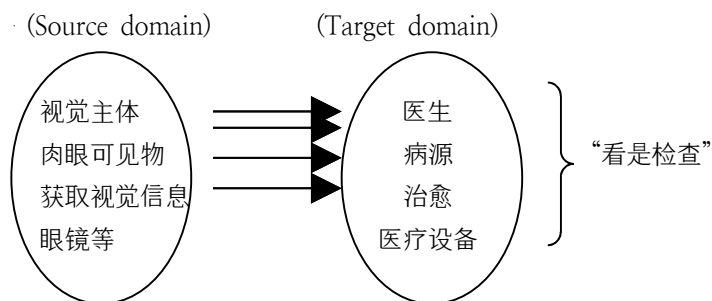 (Source domain) (Target domain)
视觉主体 医生
肉眼可见物 病源 “看是检查”
获取视觉信息 治愈
眼镜等 医疗设备